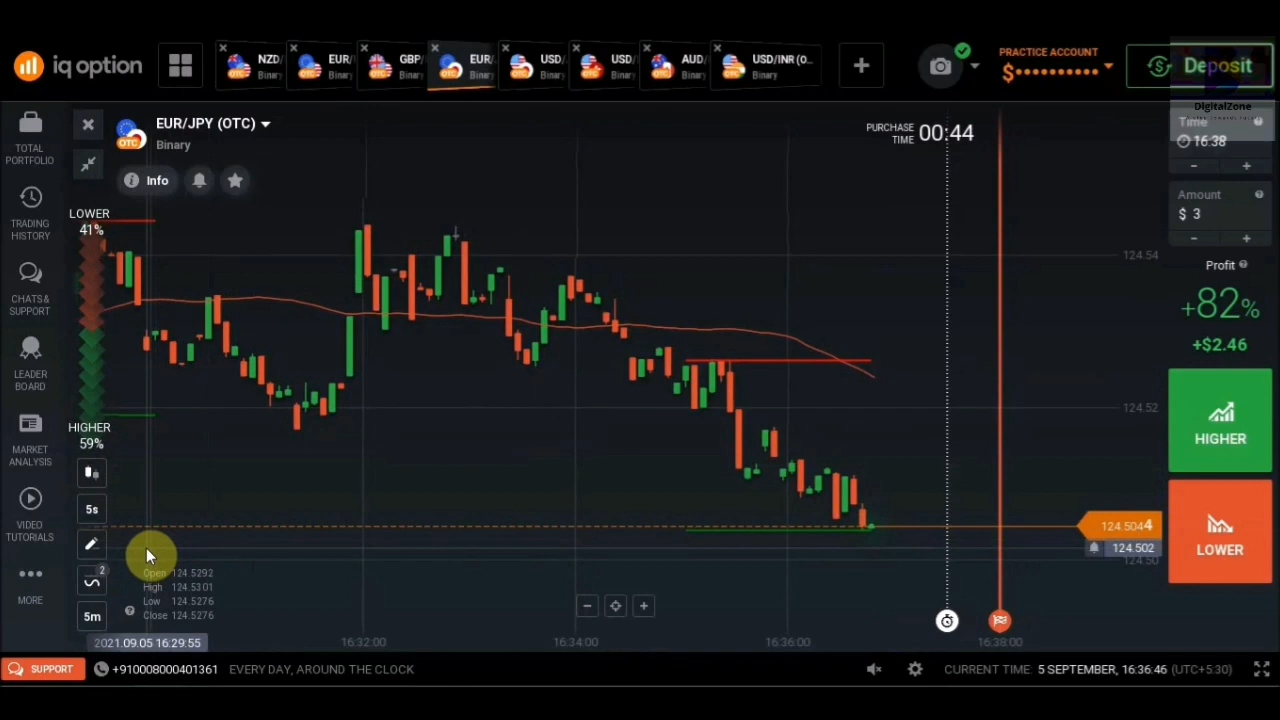 iq option
NZD/
Binary
EUR/
Binary
GBP/
Binary
EUR/
Binary
USD/
Binary
USD/
Binary
AUD/
Binary
USD/INR (O...
Binary
PRACTICE ACCOUNT
$••••••••••
Deposit
DigitalZone
TOTAL
PORTFOLIO
TRADING
HISTORY
CHATS &
SUPPORT
LEADER
BOARD
MARKET
ANALYSIS
VIDEO
TUTORIALS
MORE
EUR/JPY (OTC)
Binary
OTC
Info
LOWER
41%
HIGHER
59%
5s
2
5m
PURCHASE
TIME 00:44
124.54
124.52
124.5044
124.502
124.50
Open 124.5292
High 124.5301
Low 124.5276
Close 124.5276
2021.09.05 16:29:55
16:32:00
16:34:00
16:36:00
16:38:00
Time
16:38
- +
Amount
$ 3
- +
Profit
+82%
+$2.46
HIGHER
LOWER
SUPPORT
+910008000401361 EVERY DAY, AROUND THE CLOCK
CURRENT TIME: 5 SEPTEMBER, 16:36:46 (UTC+5:30)